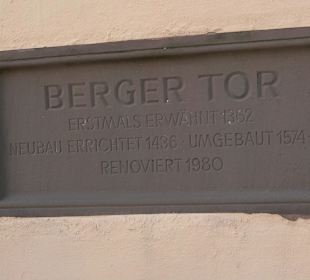 BERGER TOR
ERSTMALS ERWÄHNT 1362
NEUBAU ERRICHTET 1436 · UMGEBAUT 1574
RENOVIERT 1980